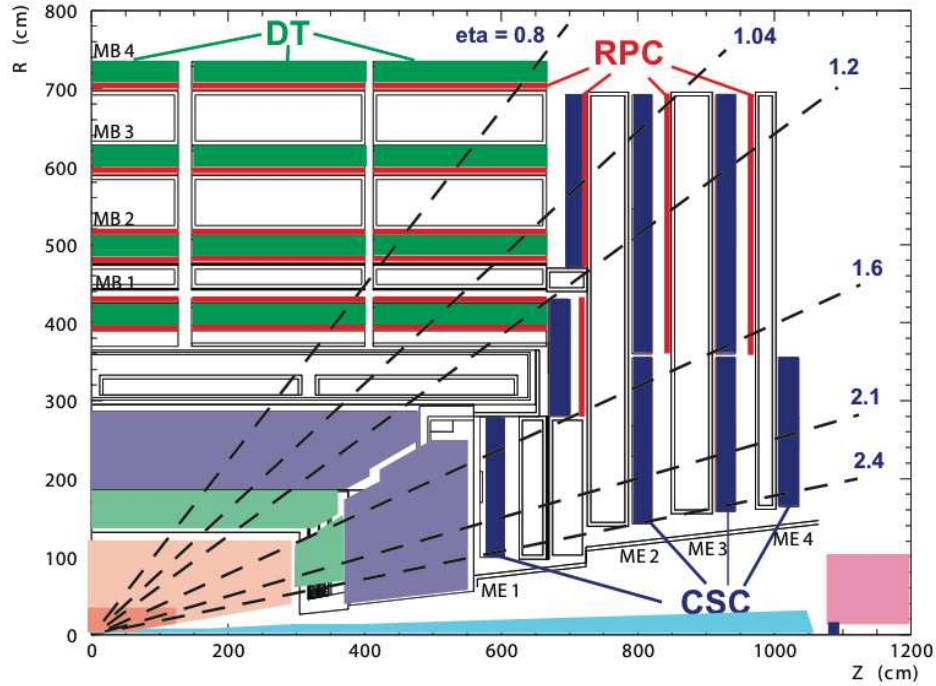 R (cm)
800
700
600
500
400
300
200
100
0
MB 4
MB 3
MB 2
MB 1
DT
eta = 0.8
RPC
1.04
1.2
1.6
2.1
2.4
ME 1
ME 2
ME 3
ME 4
CSC
0
200
400
600
800
1000
1200
Z (cm)